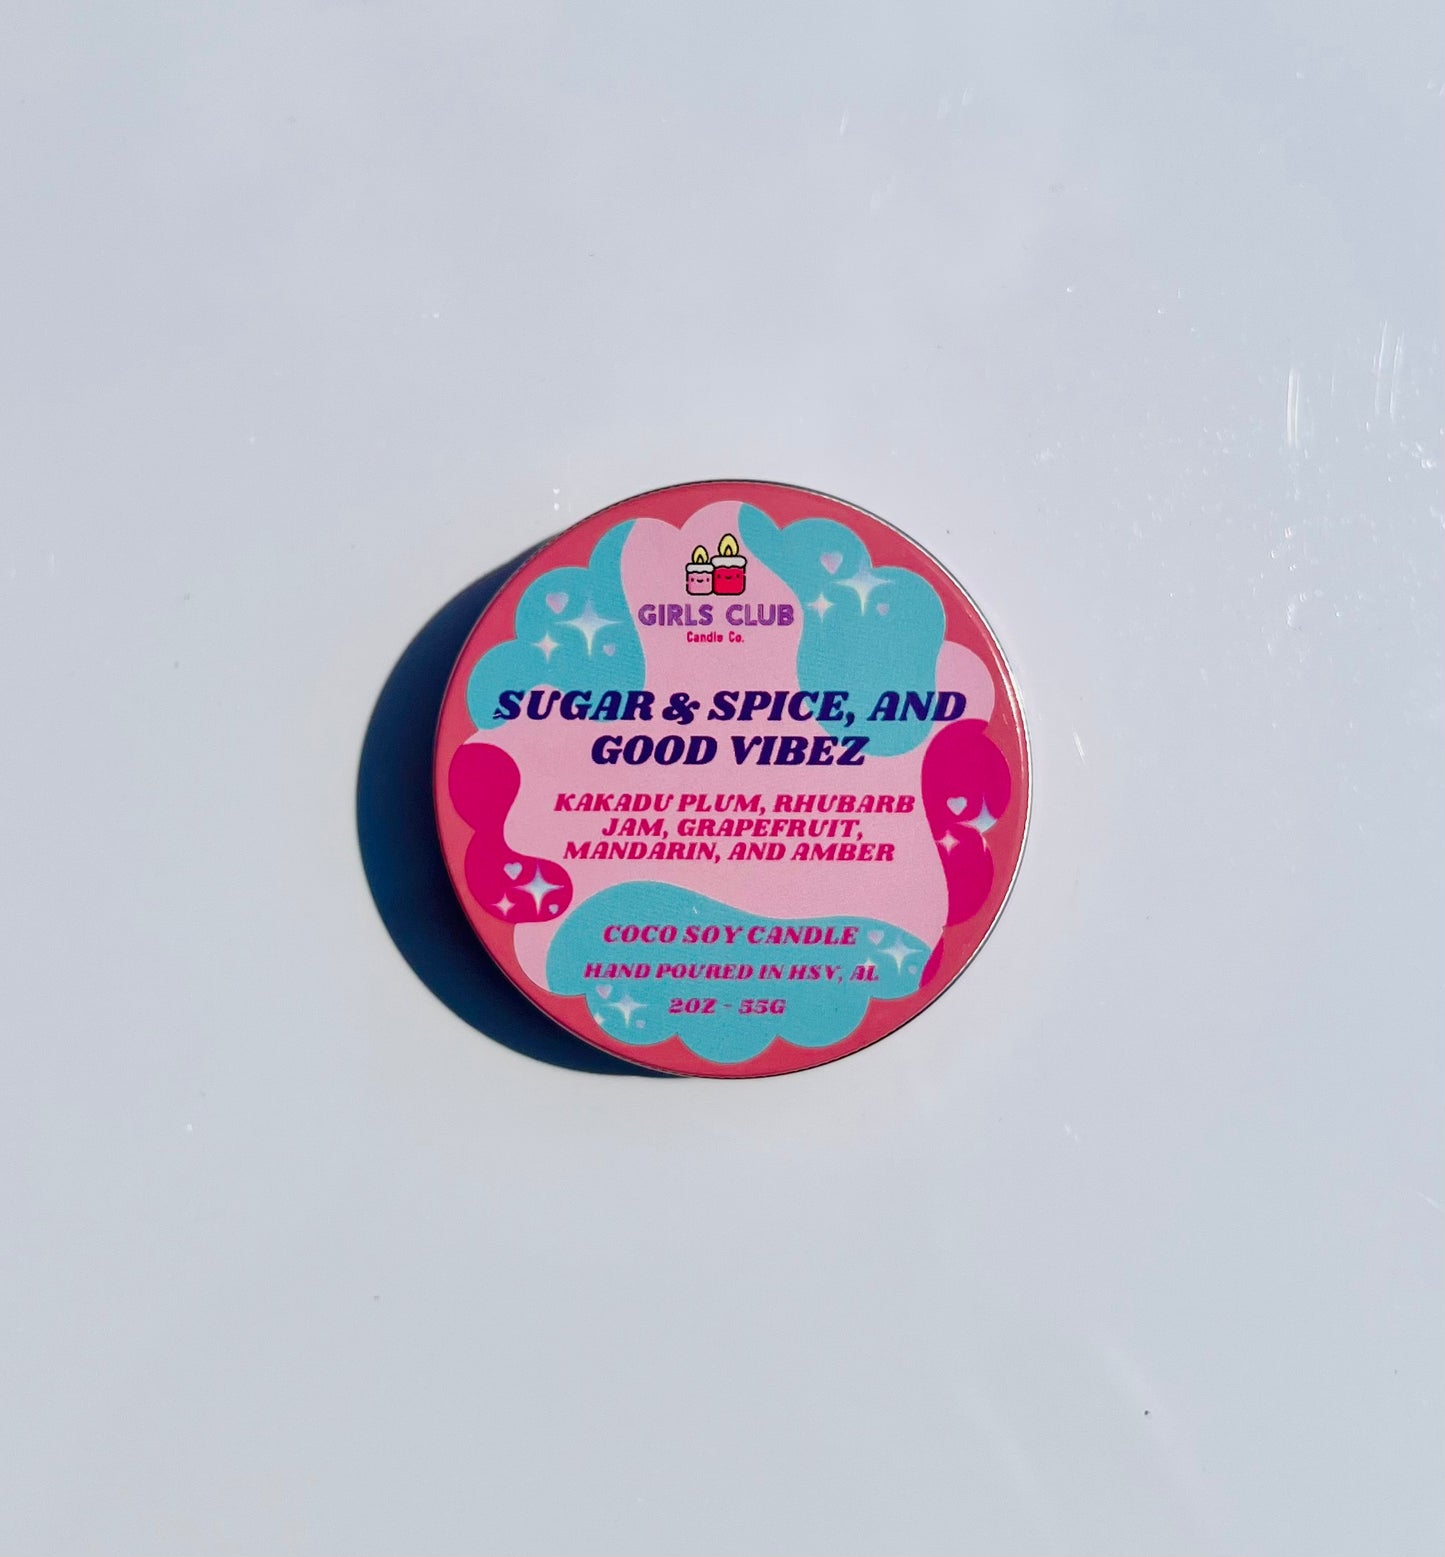 GIRLS CLUB
Candle Co.
SUGAR & SPICE, AND
GOOD VIBEZ
KAKADU PLUM, RHUBARB
JAM, GRAPEFRUIT,
MANDARIN, AND AMBER
COCO SOY CANDLE
HAND POURED IN HSV, AL
2OZ - 55G